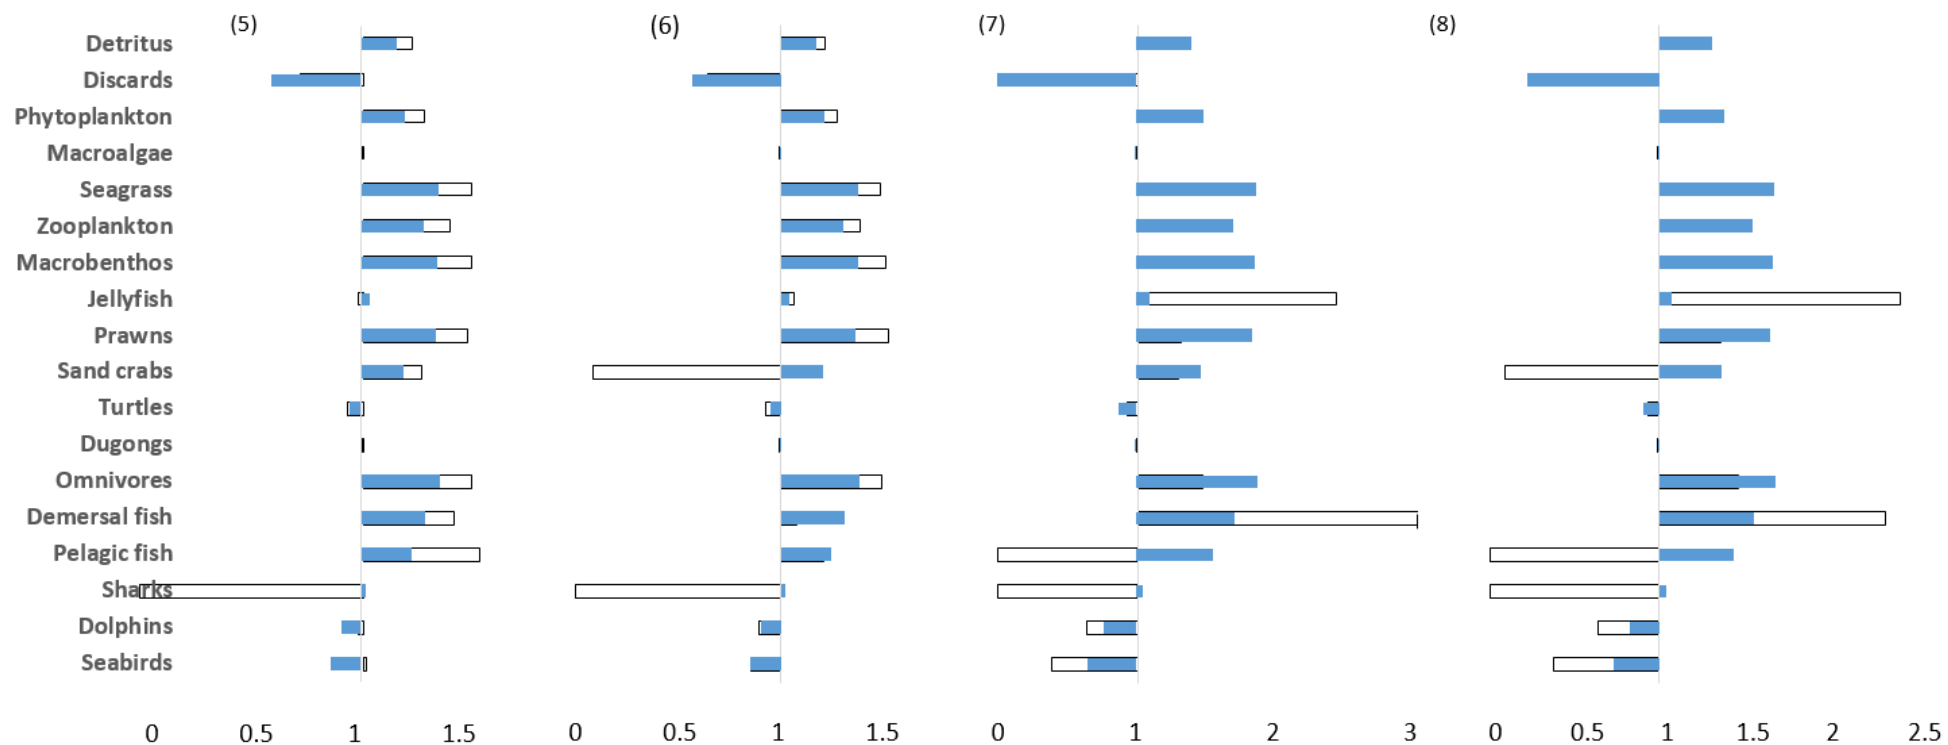 (5) (6) (7) (8)
Detritus
Discards
Phytoplankton
Macroalgae
Seagrass
Zooplankton
Macrobenthos
Jellyfish
Prawns
Sand crabs
Turtles
Dugongs
Omnivores
Demersal fish
Pelagic fish
Sharks
Dolphins
Seabirds
0 0.5 1 1.5 0 0.5 1 1.5 0 1 2 3 0 0.5 1 1.5 2 2.5